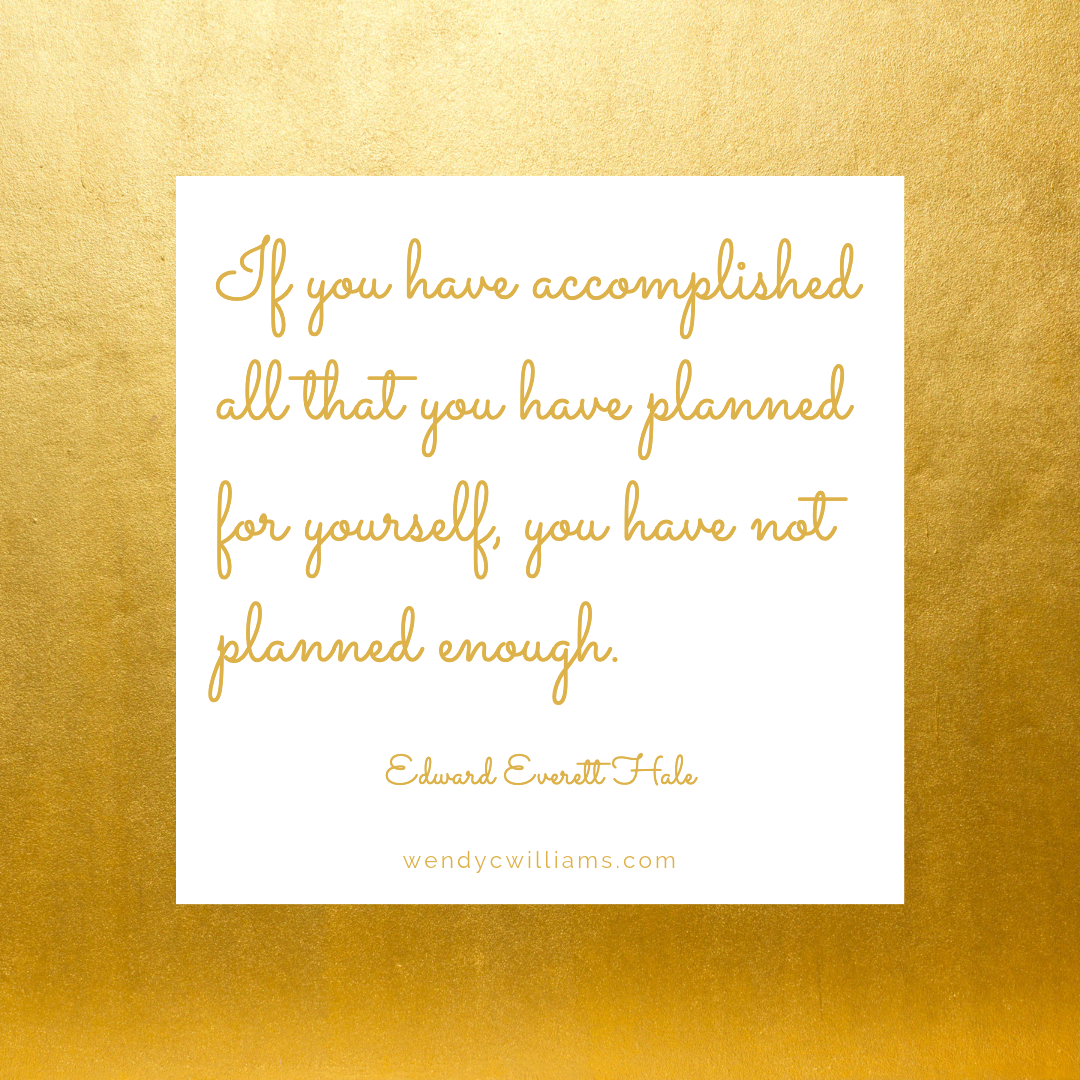 If you have accomplished
all that you have planned
for yourself, you have not
planned enough.
Edward Everett Hale
wendycwilliams.com